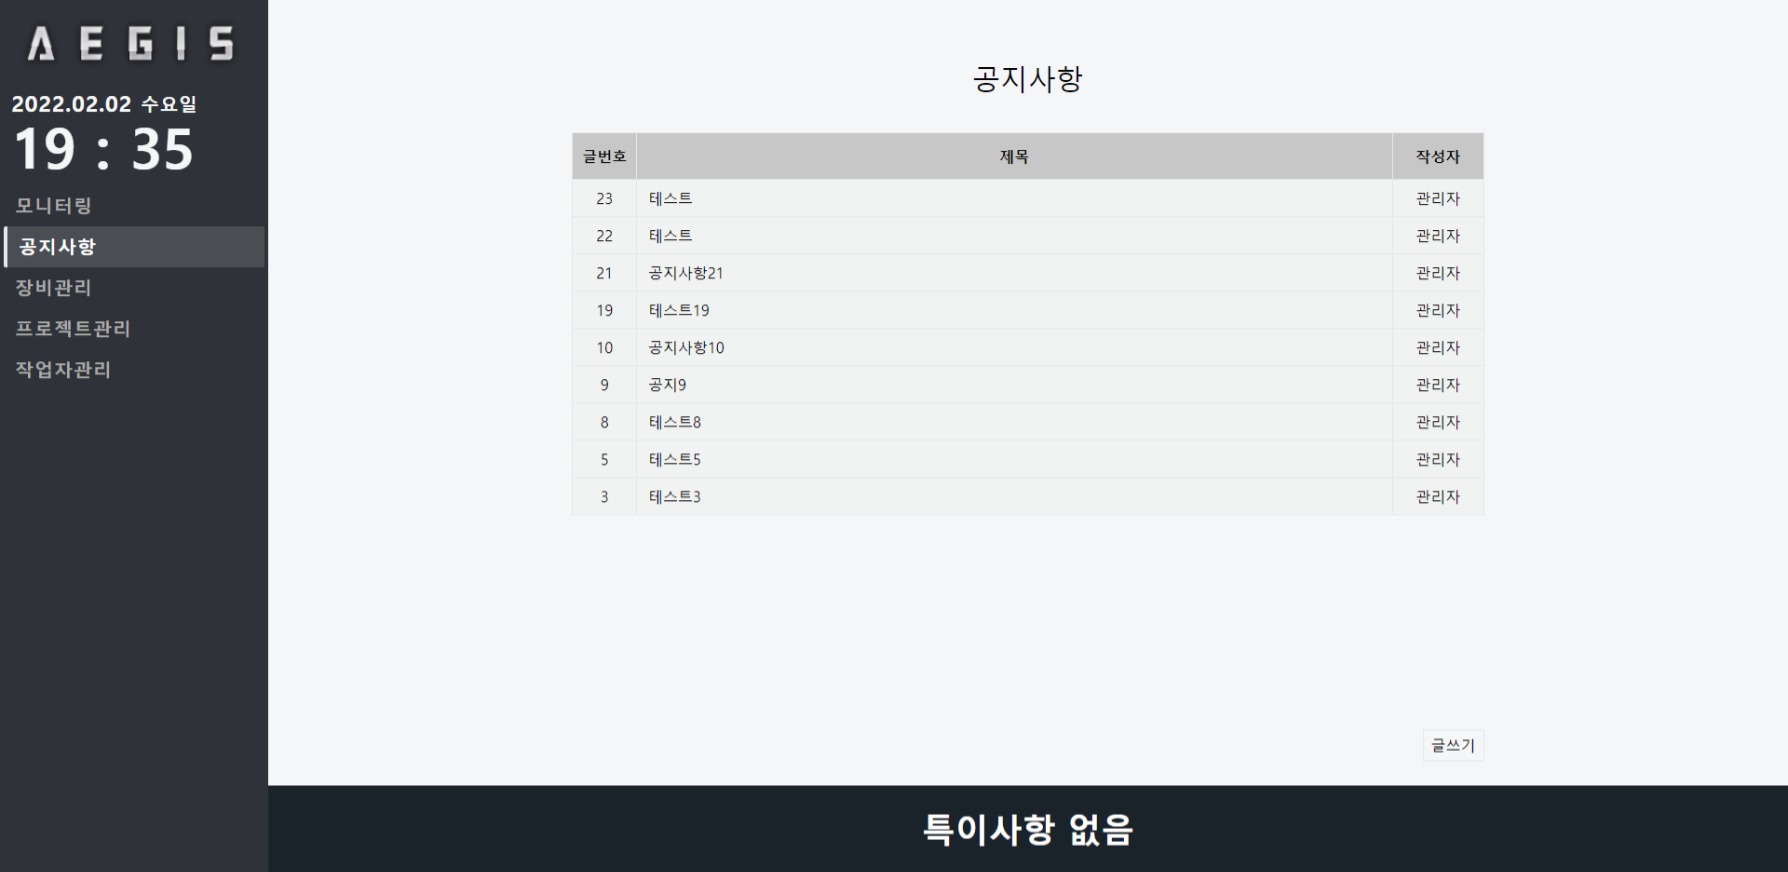 AEGIS
2022.02.02 수요일
19 : 35
모니터링
공지사항
장비관리
프로젝트관리
작업자관리
공지사항
글번호 제목 작성자
23 테스트 관리자
22 테스트 관리자
21 공지사항21 관리자
19 테스트19 관리자
10 공지사항10 관리자
9 공지9 관리자
8 테스트8 관리자
5 테스트5 관리자
3 테스트3 관리자
글쓰기
특이사항 없음